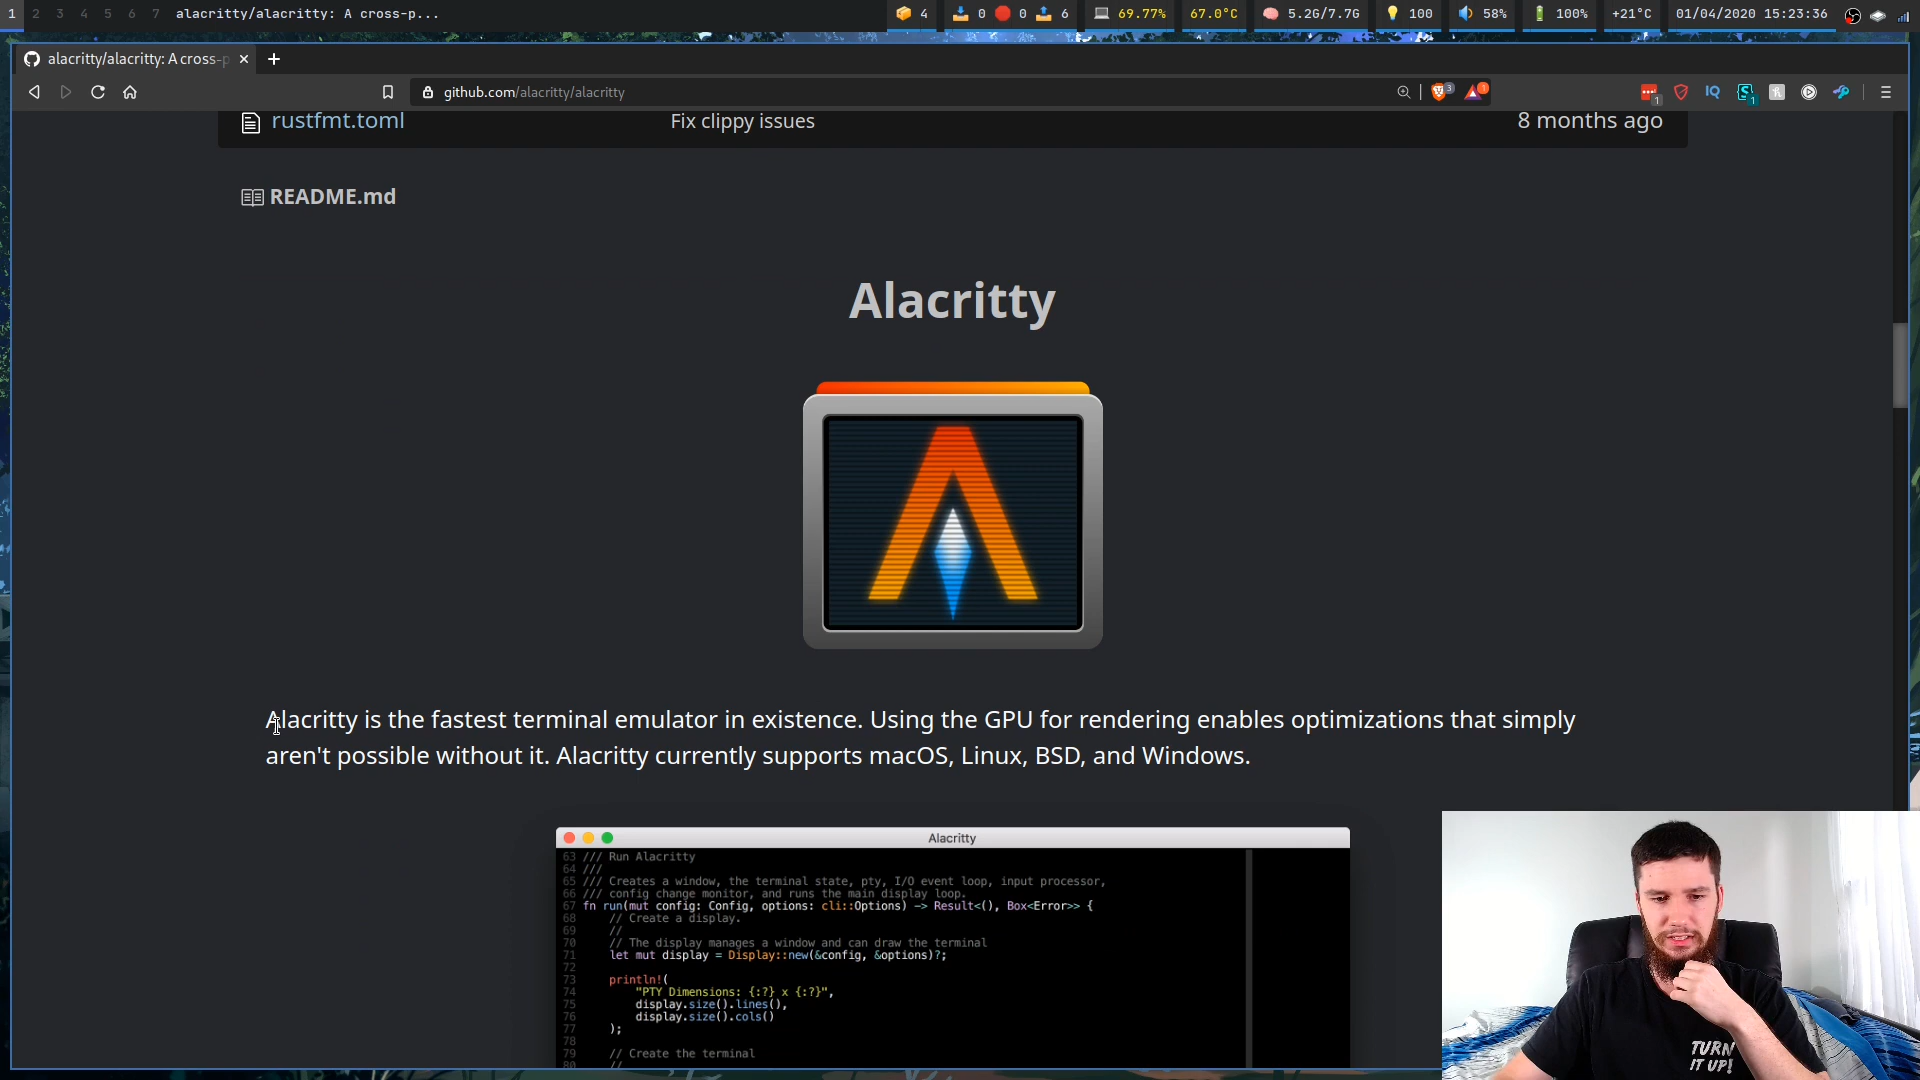 1 2 3 4 5 6 7 alacritty/alacritty: A cross-p... 4 0 0 6 69.77% 67.0°C 5.2G/7.7G 100 58% 100% +21°C 01/04/2020 15:23:36
alacritty/alacritty: A cross-p
github.com/alacritty/alacritty
rustfmt.toml Fix clippy issues 8 months ago
README.md
Alacritty
Alacritty is the fastest terminal emulator in existence. Using the GPU for rendering enables optimizations that simply
aren't possible without it. Alacritty currently supports macOS, Linux, BSD, and Windows.
Alacritty
63 /// Run Alacritty
64 ///
65 /// Creates a window, the terminal state, pty, I/O event loop, input processor,
66 /// config change monitor, and runs the main display loop.
67 fn run(mut config: Config, options: cli::Options) -> Result<(), Box<Error>> {
68 // Create a display.
69 //
70 // The display manages a window and can draw the terminal
71 let mut display = Display::new(&config, &options)?;
72
73 println!(
74 "PTY Dimensions: {:?} x {:?}",
75 display.size().lines(),
76 display.size().cols()
77 );
78
79 // Create the terminal
80 //
TURN
IT UP!